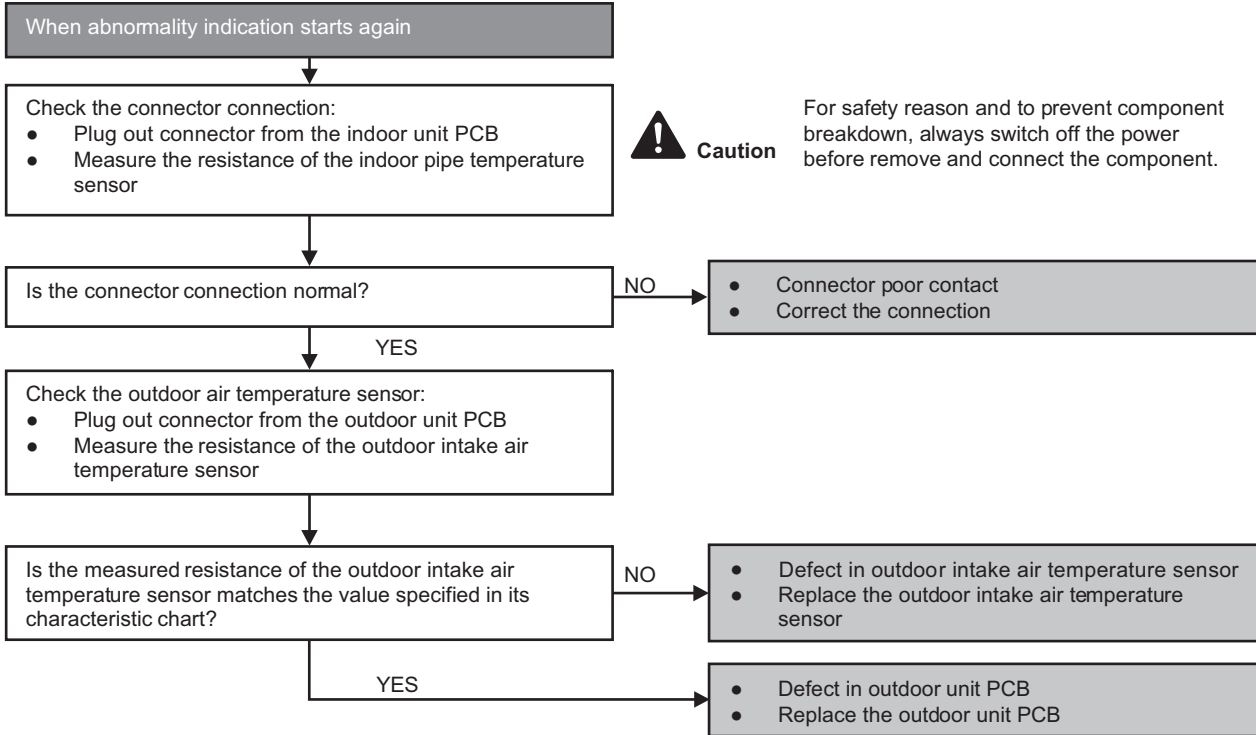 When abnormality indication starts again
Check the connector connection:
● Plug out connector from the indoor unit PCB
● Measure the resistance of the indoor pipe temperature
sensor
Caution
For safety reason and to prevent component
breakdown, always switch off the power
before remove and connect the component.
Is the connector connection normal?
NO
● Connector poor contact
● Correct the connection
YES
Check the outdoor air temperature sensor:
● Plug out connector from the outdoor unit PCB
● Measure the resistance of the outdoor intake air
temperature sensor
Is the measured resistance of the outdoor intake air
temperature sensor matches the value specified in its
characteristic chart?
NO
● Defect in outdoor intake air temperature sensor
● Replace the outdoor intake air temperature
sensor
YES
● Defect in outdoor unit PCB
● Replace the outdoor unit PCB